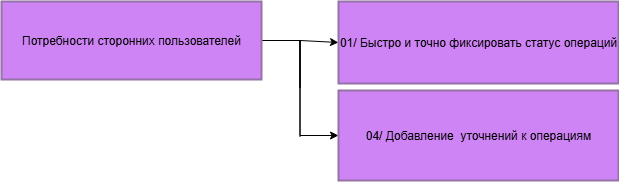 Потребности сторонних пользователей
01/ Быстро и точно фиксировать статус операций
04/ Добавление  уточнений к операциям